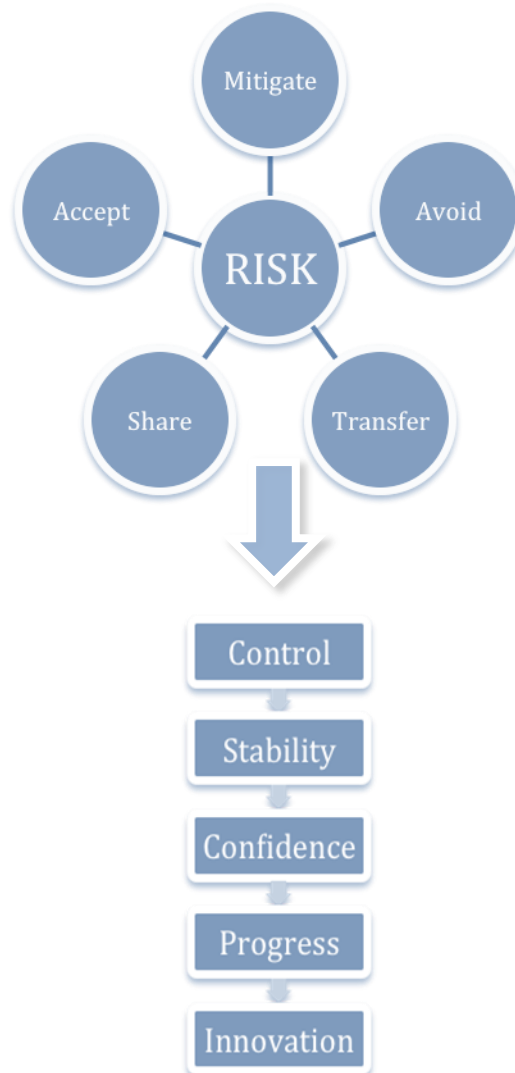 Mitigate
Accept
Avoid
RISK
Share
Transfer
Control
Stability
Confidence
Progress
Innovation